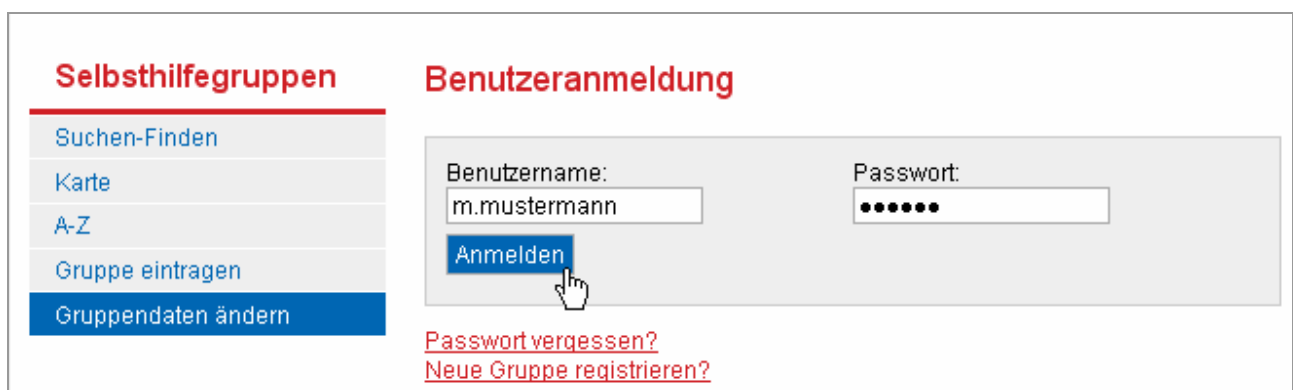 Selbsthilfegruppen
Suchen-Finden
Karte
A-Z
Gruppe eintragen
Gruppendaten ändern
Benutzeranmeldung
Benutzername:
m.mustermann
Passwort:
●●●●●●
Anmelden
Passwort vergessen?
Neue Gruppe registrieren?